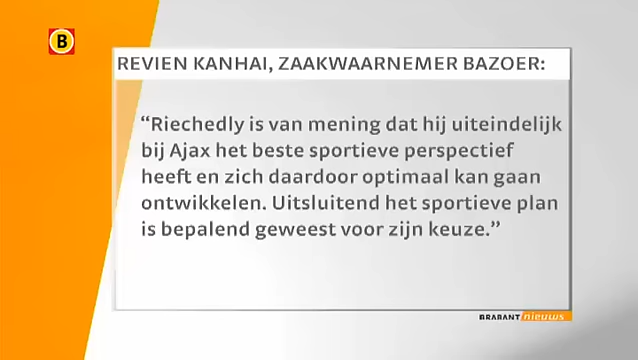 B
REVIEN KANHAI, ZAAKWAARNEMER BAZOER:
“Riechedly is van mening dat hij uiteindelijk
bij Ajax het beste sportieve perspectief
heeft en zich daardoor optimaal kan gaan
ontwikkelen. Uitsluitend het sportieve plan
is bepalend geweest voor zijn keuze.”
BRABANT nieuws